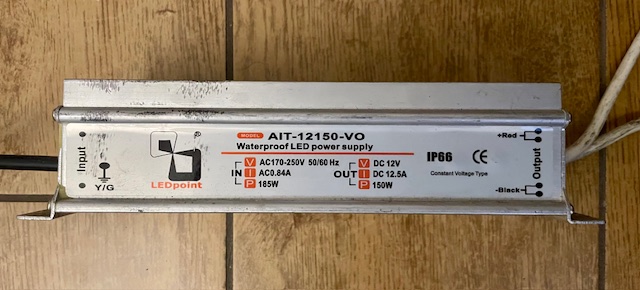 MODEL: AIT-12150-VO
Waterproof LED power supply
Input
Y/G
®
LEDpoint
IN
V AC170-250V 50/60 Hz
I AC0.84A
P 185W
OUT
V DC 12V
I DC 12.5A
P 150W
IP66 CE
Constant Voltage Type
+Red
-Black
Output